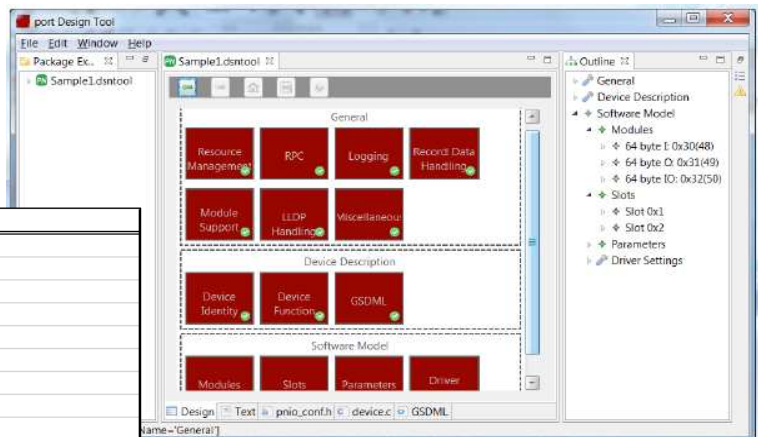 port Design Tool
File Edit Window Help
Package Ex..
Sample1.dsntool
Sample1.dsntool
General
Resource Management
RPC
Logging
Record Data Handling
Module Support
LLDP Handling
Miscellaneou
Device Description
Device Identity
Device Function
GSDML
Software Model
Modules
Slots
Parameters
Driver
Design Text pnio_conf.h device.c GSDML
Name='General']
Outline
General
Device Description
Software Model
Modules
64 byte I: 0x30(48)
64 byte O: 0x31(49)
64 byte IO: 0x32(50)
Slots
Slot 0x1
Slot 0x2
Parameters
Driver Settings